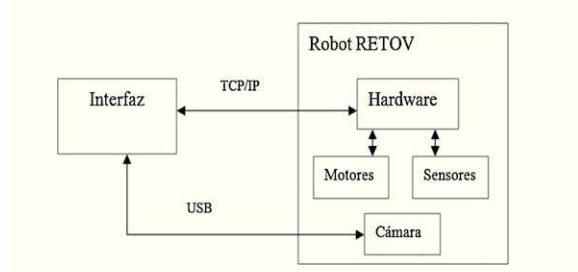 Robot RETOV
TCP/IP
Interfaz
Hardware
Motores
Sensores
USB
Cámara